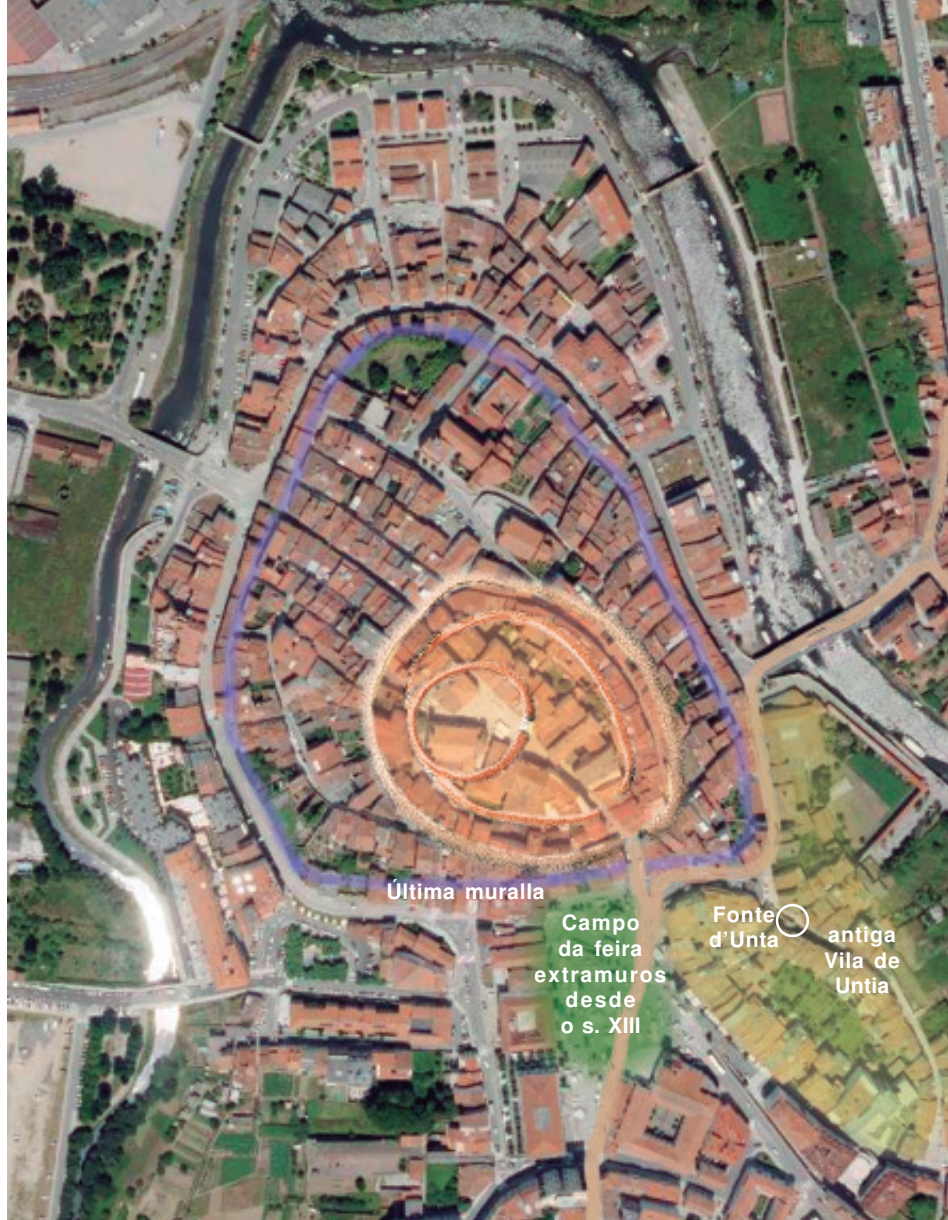 Última muralla
Campo
da feira
extramuros
desde
o s. XIII
Fonte
d'Unta
antiga
Vila de
Untia